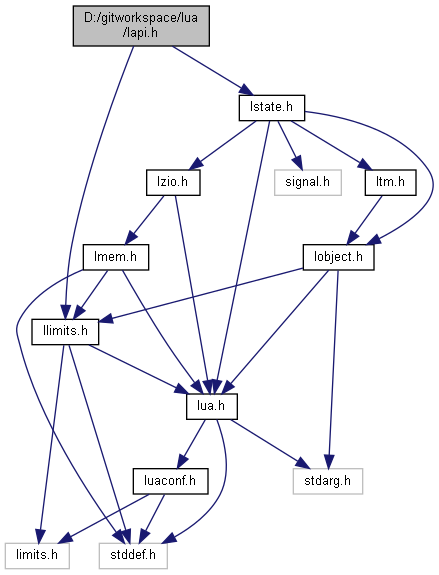 D:/gitworkspace/lua
/lapi.h
lstate.h
lzio.h
signal.h
ltm.h
lmem.h
lobject.h
llimits.h
lua.h
luaconf.h
stdarg.h
limits.h
stddef.h